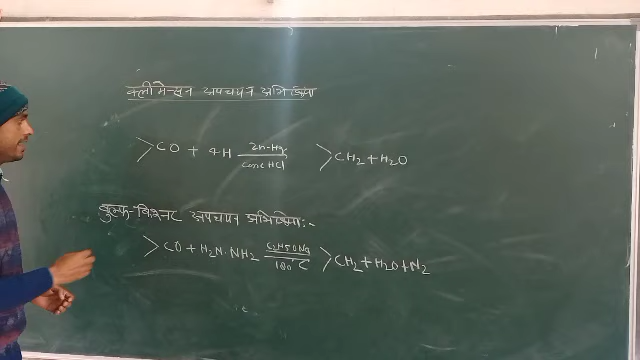 क्लीमेन्सन अपचयन अभिक्रिया
>CO + 4H Zn-Hg / Conc HCl >CH₂ + H₂O
वुल्फ-किश्नर अपचयन अभिक्रिया:-
>CO + H₂N·NH₂ C₂H₅ONa / 180°C >CH₂ + H₂O + N₂